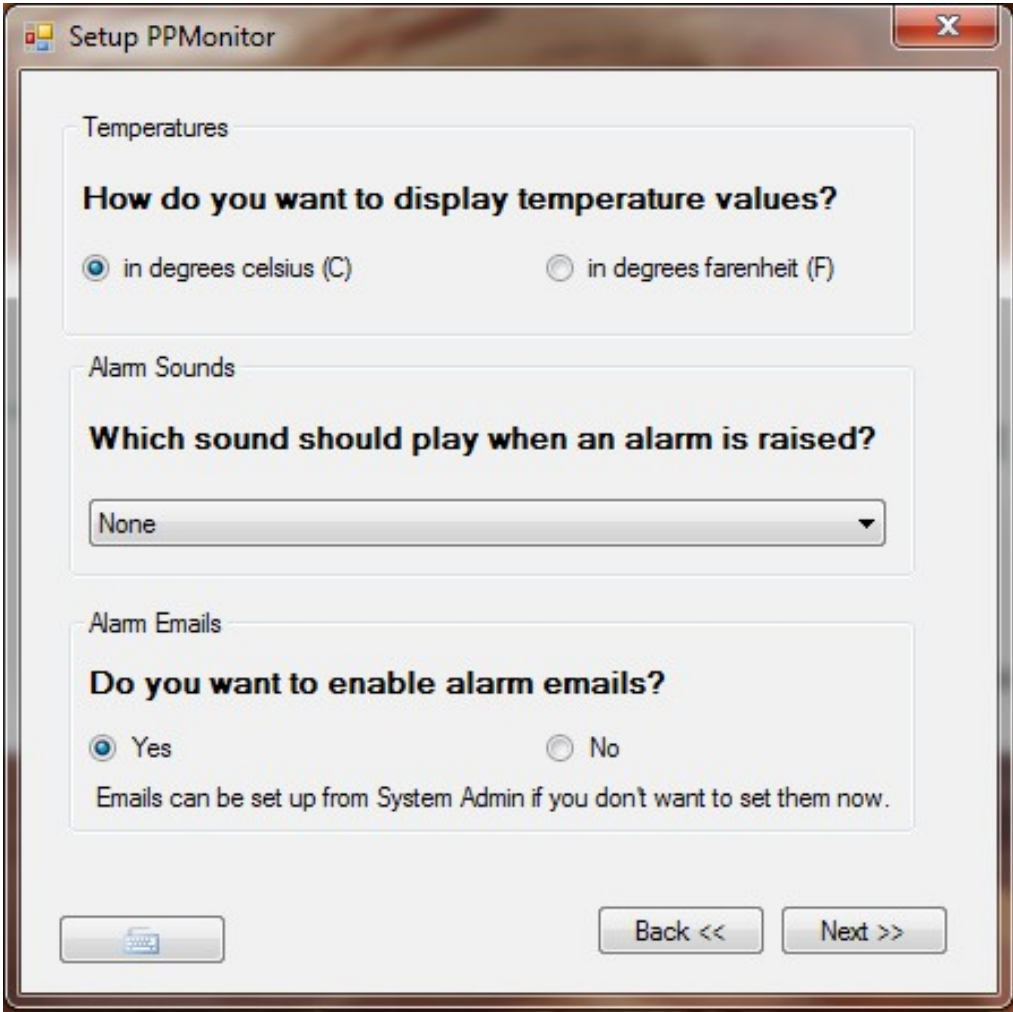 Setup PPMonitor
Temperatures
How do you want to display temperature values?
in degrees celsius (C) in degrees farenheit (F)
Alarm Sounds
Which sound should play when an alarm is raised?
None
Alarm Emails
Do you want to enable alarm emails?
Yes No
Emails can be set up from System Admin if you don't want to set them now.
Back << Next >>